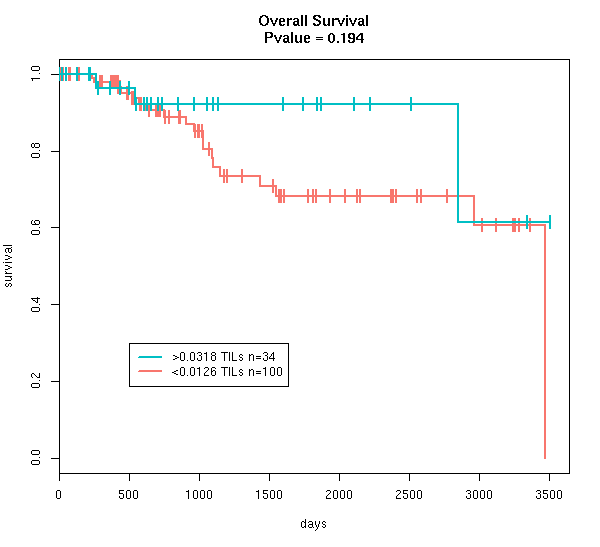 Overall Survival
Pvalue = 0.194
1.0
0.8
0.6
0.4
0.2
0.0
survival
>0.0318 TILs n=34
<0.0126 TILs n=100
0 500 1000 1500 2000 2500 3000 3500
days